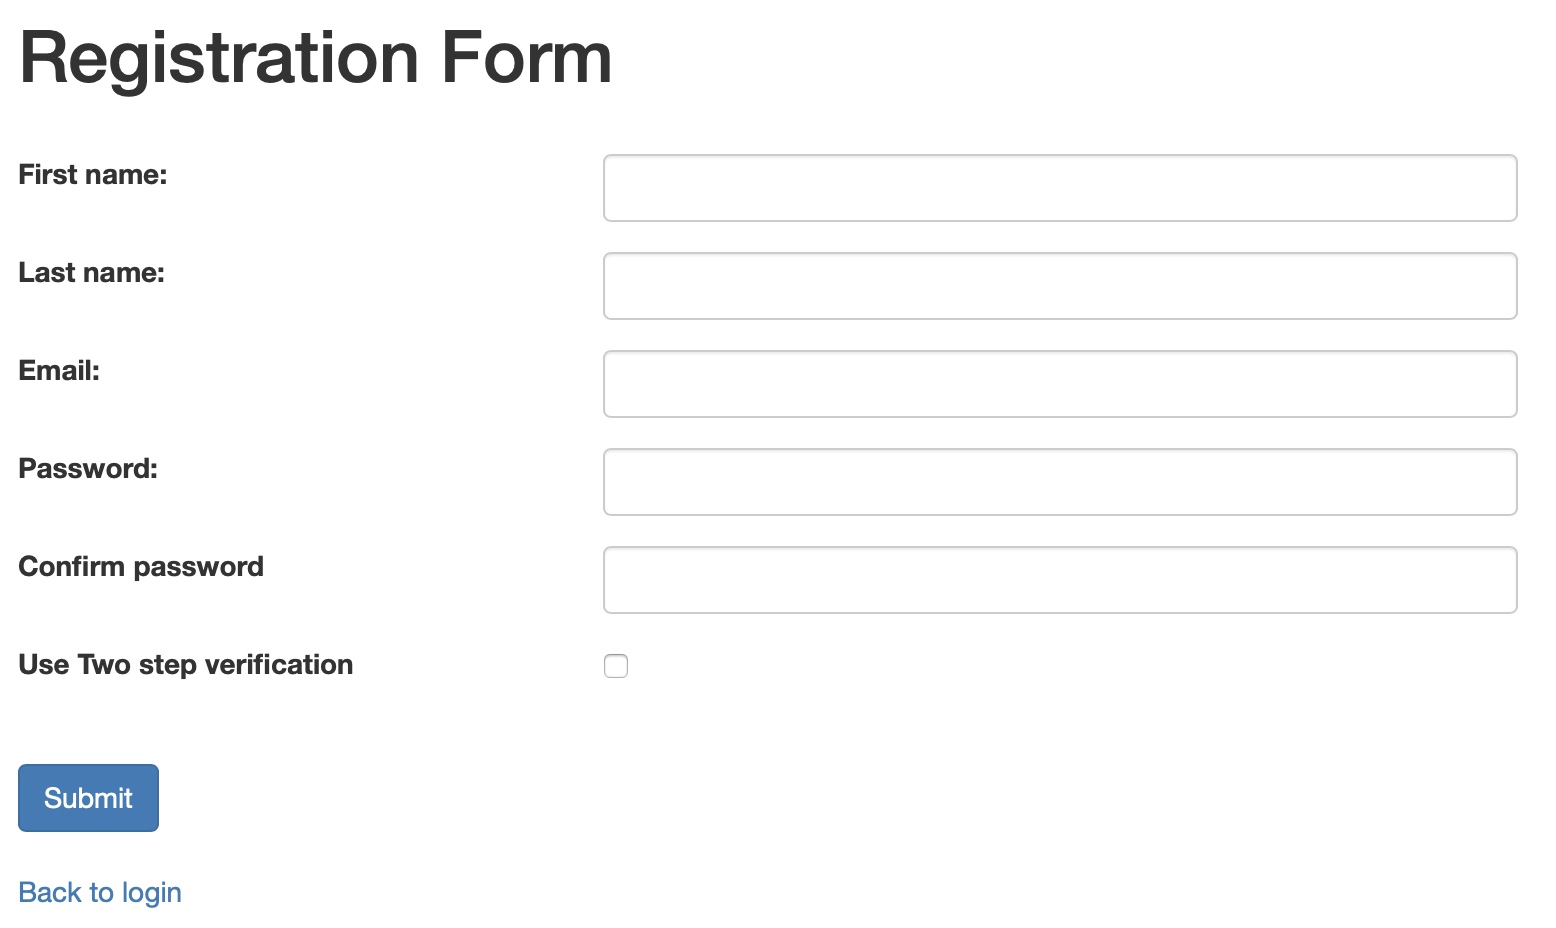 Registration Form
First name:
Last name:
Email:
Password:
Confirm password
Use Two step verification
Submit
Back to login